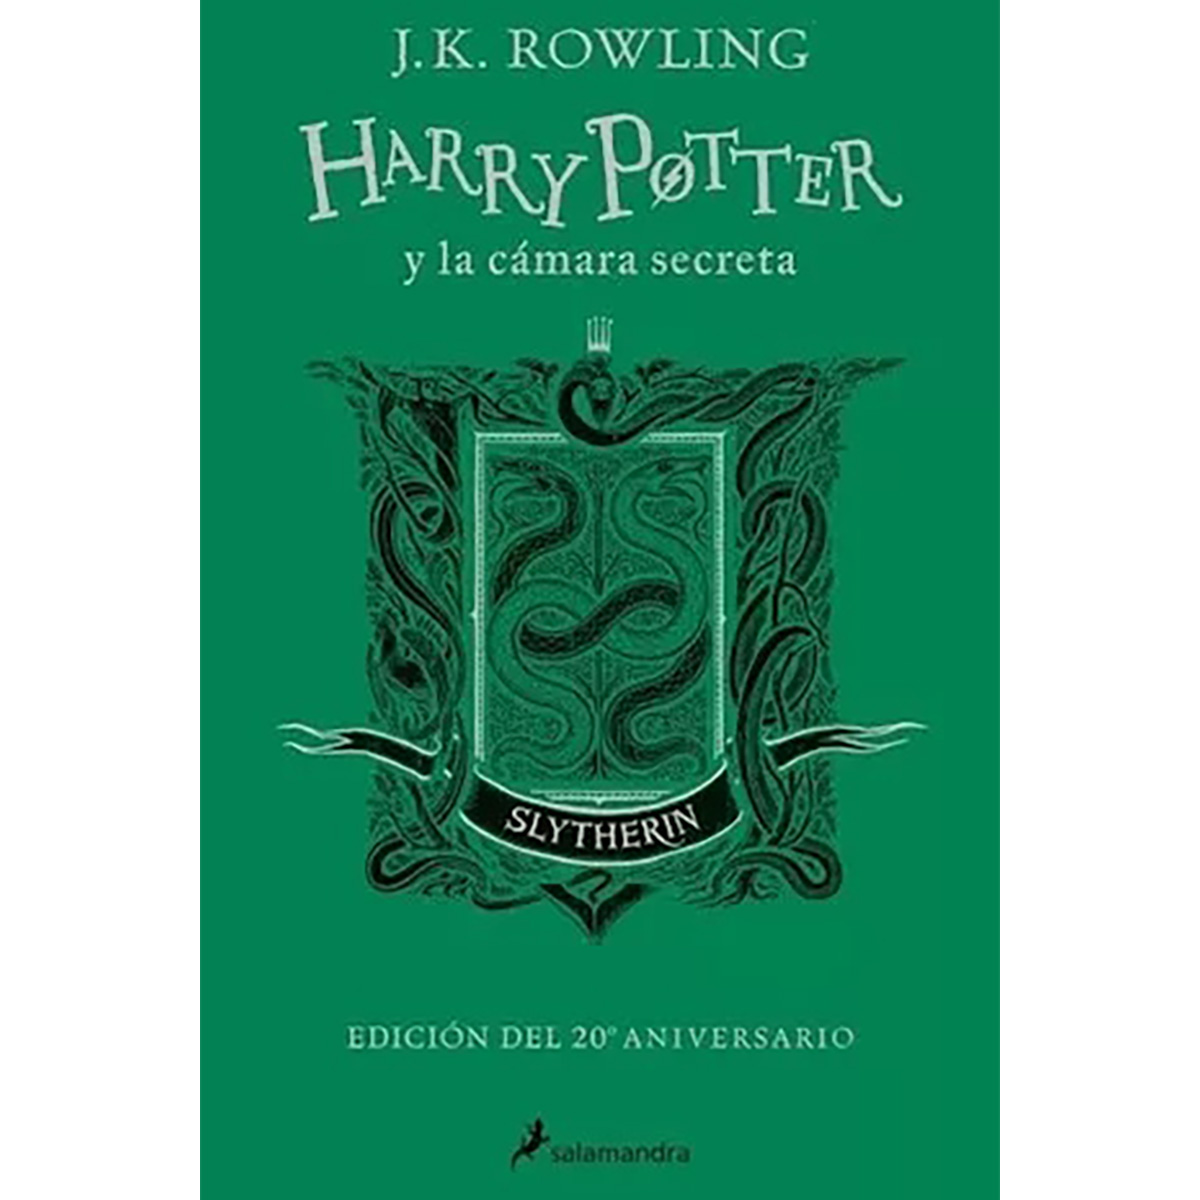 J.K. ROWLING
HARRY POTTER
y la cámara secreta
SLYTHERIN
EDICIÓN DEL 20º ANIVERSARIO
salamandra